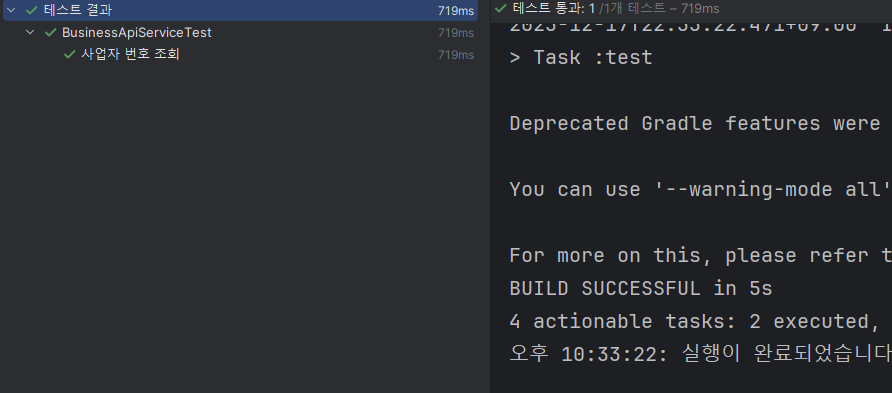 테스트 결과 719ms
BusinessApiServiceTest 719ms
사업자 번호 조회 719ms
테스트 통과: 1 /1개 테스트 – 719ms
> Task :test
Deprecated Gradle features were
You can use '--warning-mode all'
For more on this, please refer t
BUILD SUCCESSFUL in 5s
4 actionable tasks: 2 executed,
오후 10:33:22: 실행이 완료되었습니다